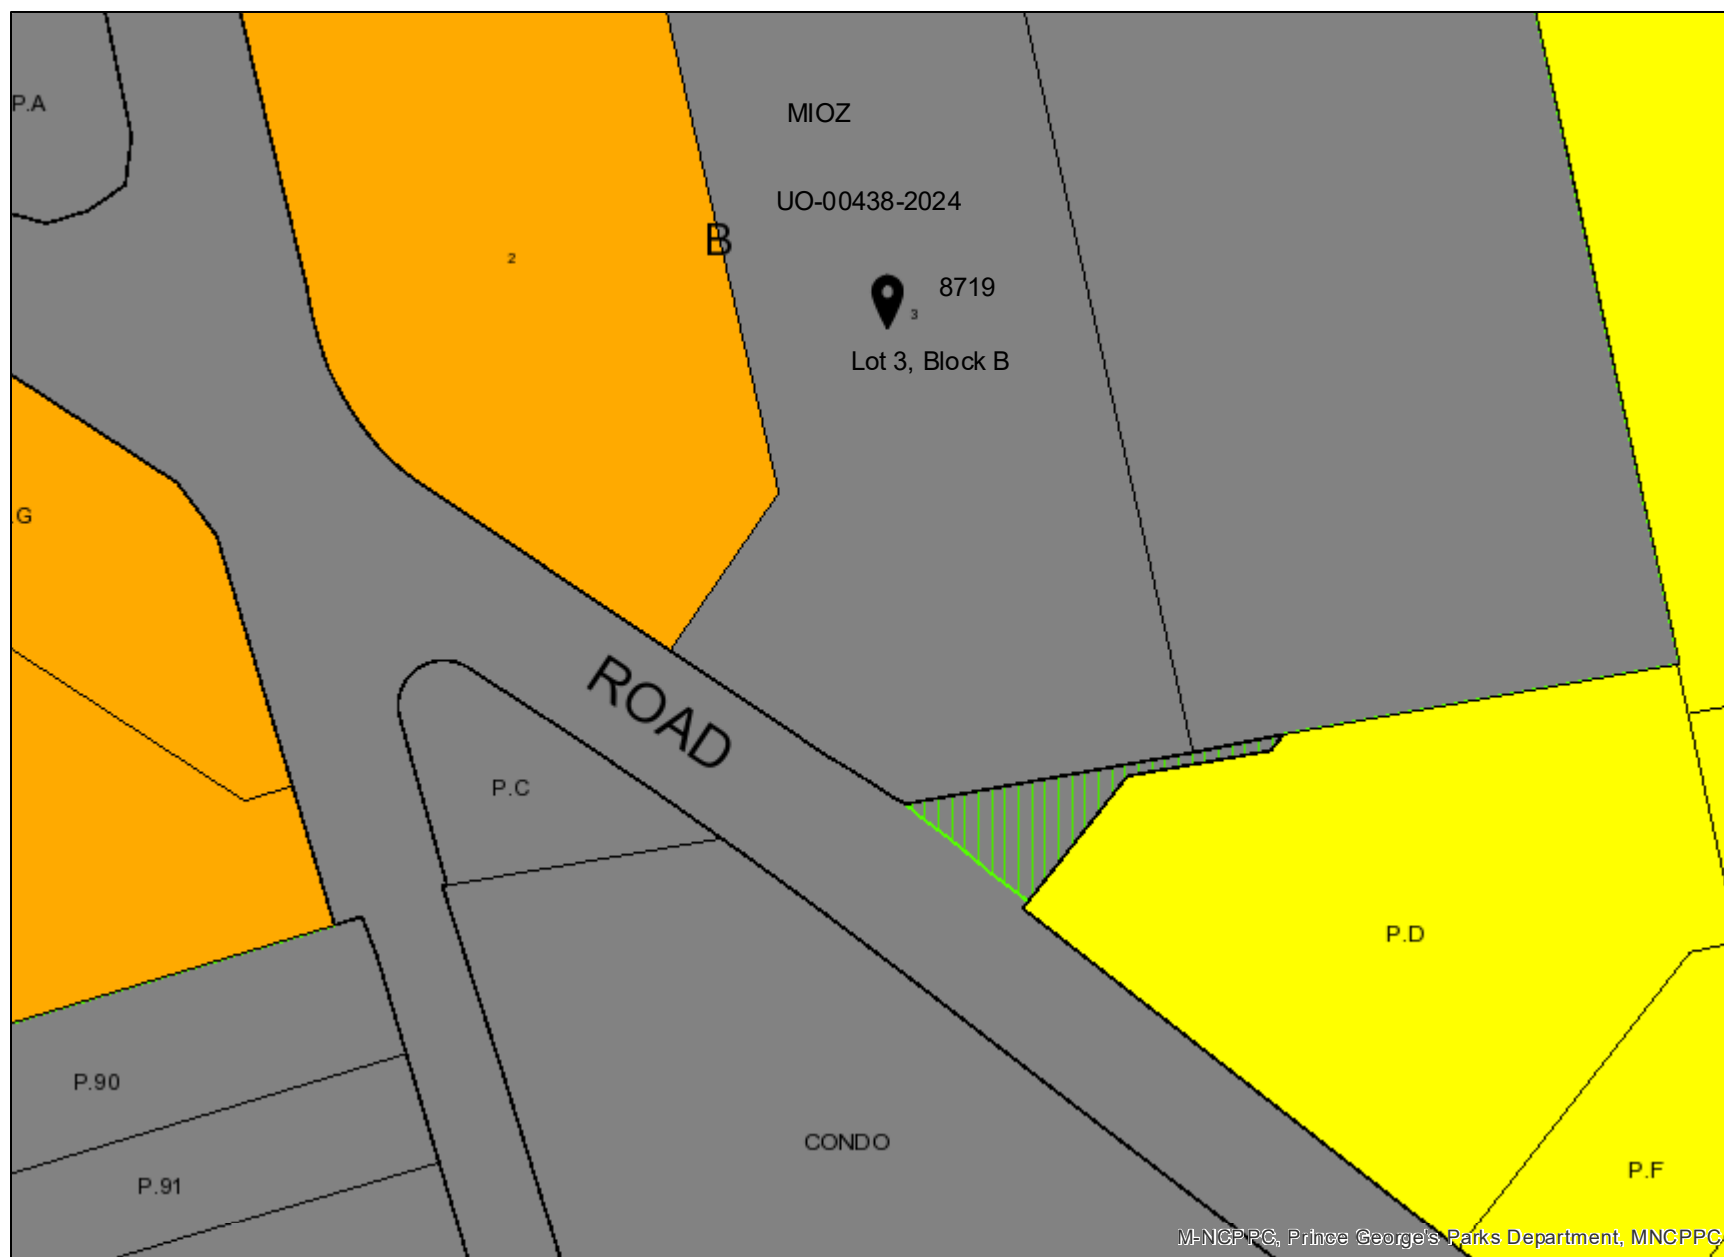 P.A
MIOZ
UO-00438-2024
B
2
8719
3
Lot 3, Block B
.G
ROAD
P.C
P.D
P.90
CONDO
P.91
P.F
M-NCPPC, Prince George's Parks Department, MNCPPC